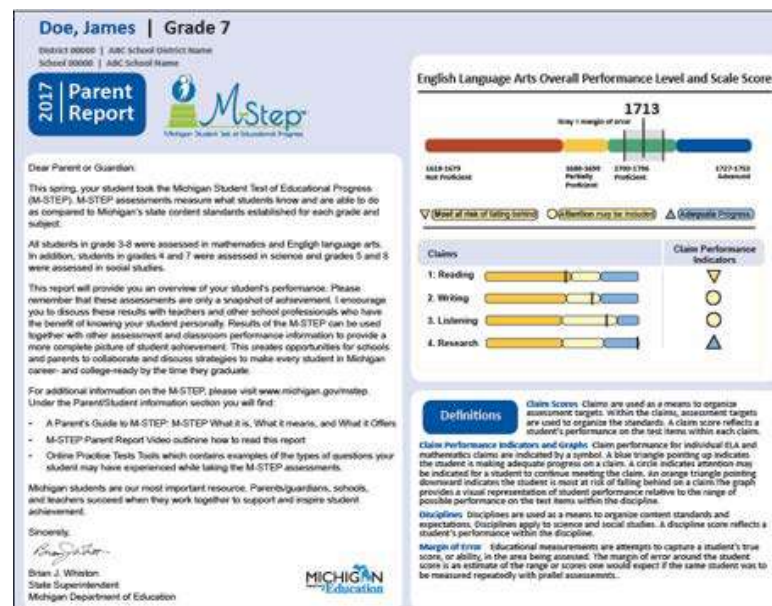 Doe, James | Grade 7
District 00000 | ABC School District Name
School 00000 | ABC School Name
2017
Parent
Report
M-Step
Michigan Student Test of Educational Progress
Dear Parent or Guardian:
This spring, your student took the Michigan Student Test of Educational Progress
(M-STEP). M-STEP assessments measure what students know and are able to do
as compared to Michigan's state content standards established for each grade and
subject.
All students in grade 3-8 were assessed in mathematics and Engligh language arts.
In addition, students in grades 4 and 7 were assessed in science and grades 5 and 8
were assessed in social studies.
This report will provide you an overview of your student's performance. Please
remember that these assessments are only a snapshot of achievement. I encourage
you to discuss these results with teachers and other school professionals who have
the benefit of knowing your student personally. Results of the M-STEP can be used
together with other assessment and classroom performance information to provide a
more complete picture of student achievement. This creates opportunities for schools
and parents to collaborate and discuss strategies to make every student in Michigan
career- and college-ready by the time they graduate.
For additional information on the M-STEP, please visit www.michigan.gov/mstep.
Under the Parent/Student information section you will find:
• A Parent's Guide to M-STEP: M-STEP What it is, What it means, and What it Offers
• M-STEP Parent Report Video outlinine how to read this report
• Online Practice Tests Tools which contains examples of the types of questions your
student may have experienced while taking the M-STEP assessments.
Michigan students are our most important resource. Parents/guardians, schools,
and teachers succeed when they work together to support and inspire student
achievement.
Sincerely,
Brian J. Whiston
State Superintendent
Michigan Department of Education
MICHIGAN
Education
English Language Arts Overall Performance Level and Scale Score
1713
Gray = margin of error
1618-1679
Not Proficient
1680-1699
Partially
Proficient
1700-1726
Proficient
1727-1753
Advanced
Most at risk of falling behind
Attention may be included
Adequate Progress
Claims
Claim Performance
Indicators
1. Reading
2. Writing
3. Listening
4. Research
Definitions
Claim Scores Claims are used as a means to organize
assessment targets. Within the claims, assessment targets
are used to organize the standards. A claim score reflects a
student's performance on the test items within each claim.
Claim Performance Indicators and Graphs Claim performance for individual ELA and
mathematics claims are indicated by a symbol. A blue triangle pointing up indicates
the student is making adequate progress on a claim. A circle indicates attention may
be indicated for a student to continue meeting the claim. An orange triangle pointing
downward indicates the student is most at risk of falling behind on a claim.The graph
provides a visual representation of student performance relative to the range of
possible performance on the test items within the discipline.
Disciplines Disciplines are used as a means to organize content standards and
expectations. Disciplines apply to science and social studies. A discipline score reflects a
student's performance within the discipline.
Margin of Error Educational measurements are attempts to capture a student's true
score, or ability, in the area being assessed. The margin of error around the student
score is an estimate of the range or scores one would expect if the same student was to
be measured repeatedly with prallel assessemnts..